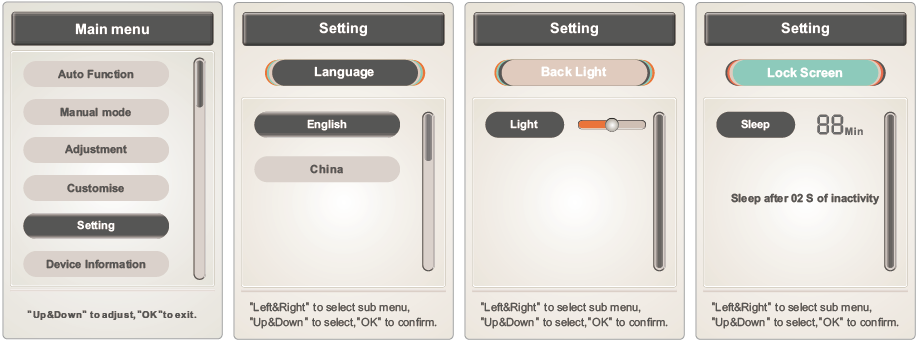 Main menu
Auto Function
Manual mode
Adjustment
Customise
Setting
Device Information
"Up&Down" to adjust,"OK"to exit.
Setting
Language
English
China
"Left&Right" to select sub menu,
"Up&Down" to select,"OK" to confirm.
Setting
Back Light
Light
"Left&Right" to select sub menu,
"Up&Down" to select,"OK" to confirm.
Setting
Lock Screen
Sleep 88Min
Sleep after 02 S of inactivity
"Left&Right" to select sub menu,
"Up&Down" to select,"OK" to confirm.